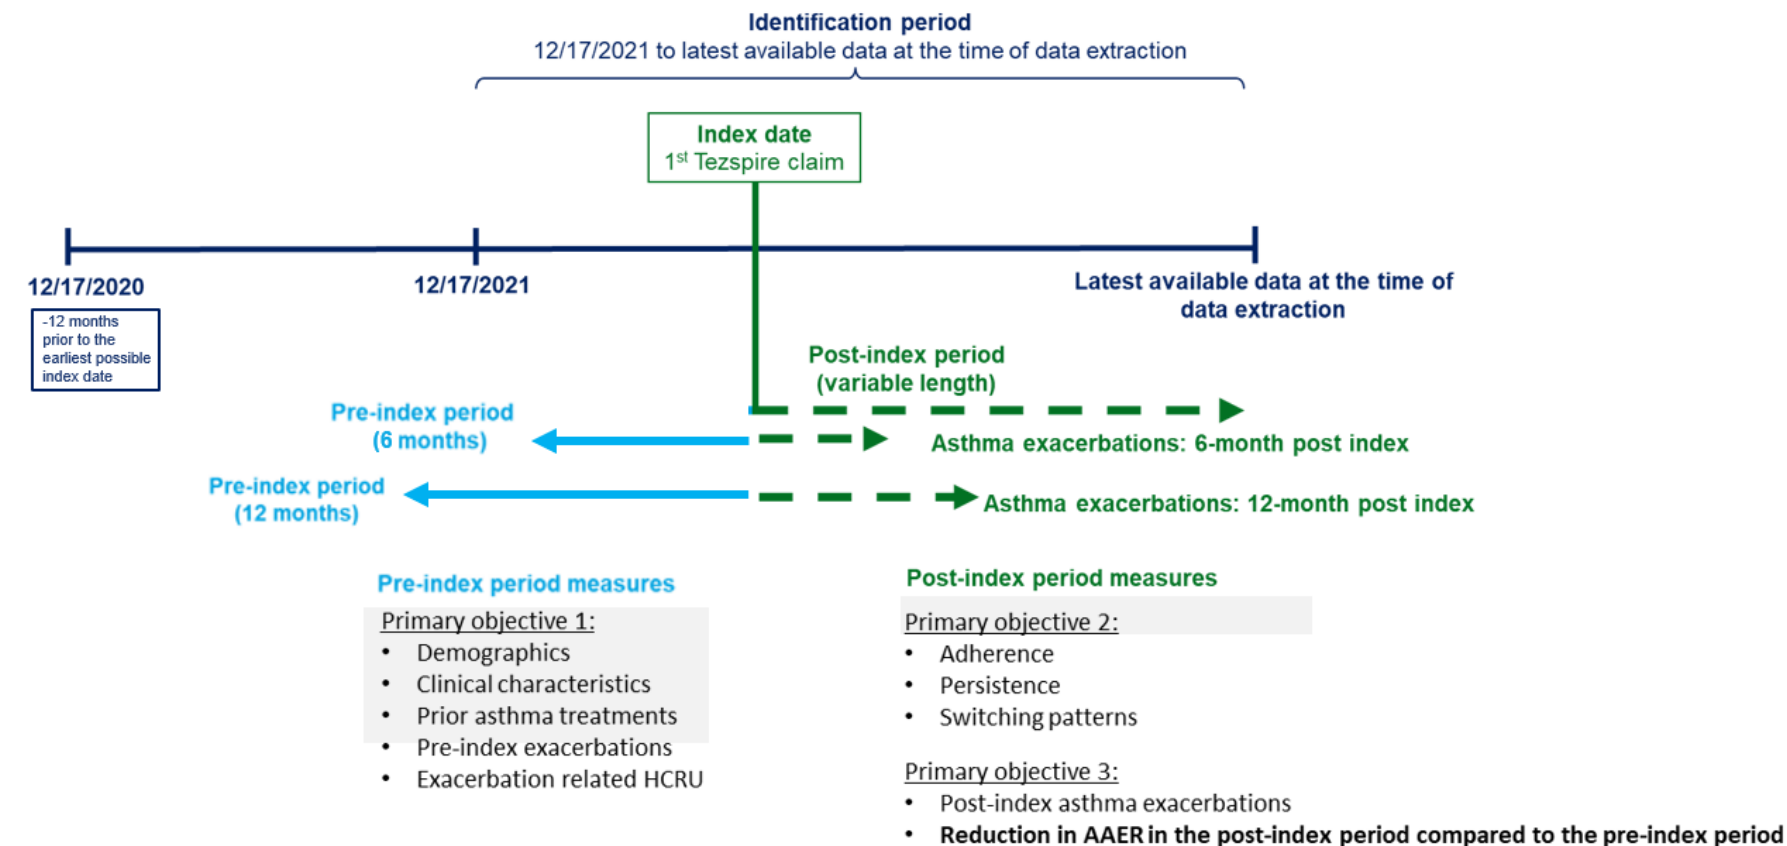 Identification period
12/17/2021 to latest available data at the time of data extraction
Index date
1st Tezspire claim
12/17/2020
12/17/2021
Latest available data at the time of
data extraction
-12 months
prior to the
earliest possible
index date
Post-index period
(variable length)
Pre-index period
(6 months)
Asthma exacerbations: 6-month post index
Pre-index period
(12 months)
Asthma exacerbations: 12-month post index
Pre-index period measures
Primary objective 1:
• Demographics
• Clinical characteristics
• Prior asthma treatments
• Pre-index exacerbations
• Exacerbation related HCRU
Post-index period measures
Primary objective 2:
• Adherence
• Persistence
• Switching patterns
Primary objective 3:
• Post-index asthma exacerbations
• Reduction in AAER in the post-index period compared to the pre-index period